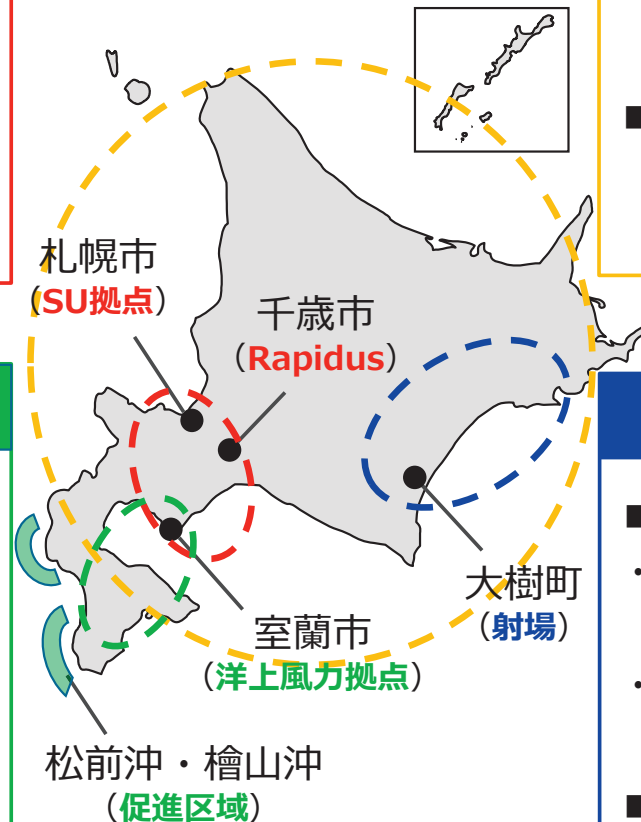 札幌市
（SU拠点）
千歳市
（Rapidus）
大樹町
（射場）
室蘭市
（洋上風力拠点）
松前沖・檜山沖
（促進区域）
■
■
・
・
■